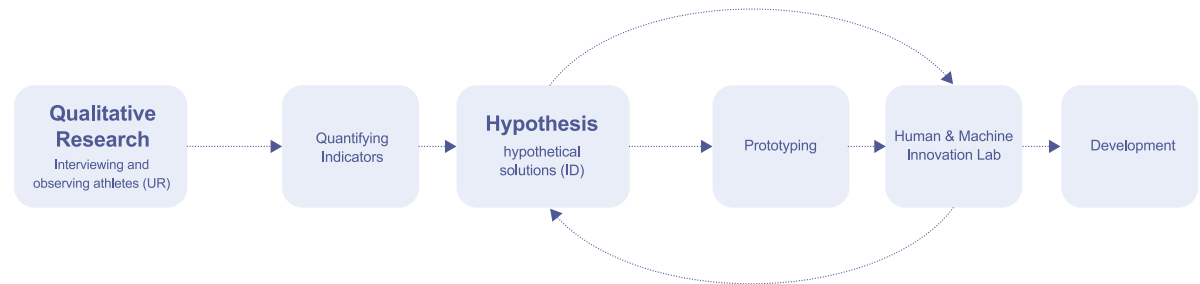 Qualitative
Research
Interviewing and
observing athletes (UR)
Quantifying
Indicators
Hypothesis
hypothetical
solutions (ID)
Prototyping
Human & Machine
Innovation Lab
Development